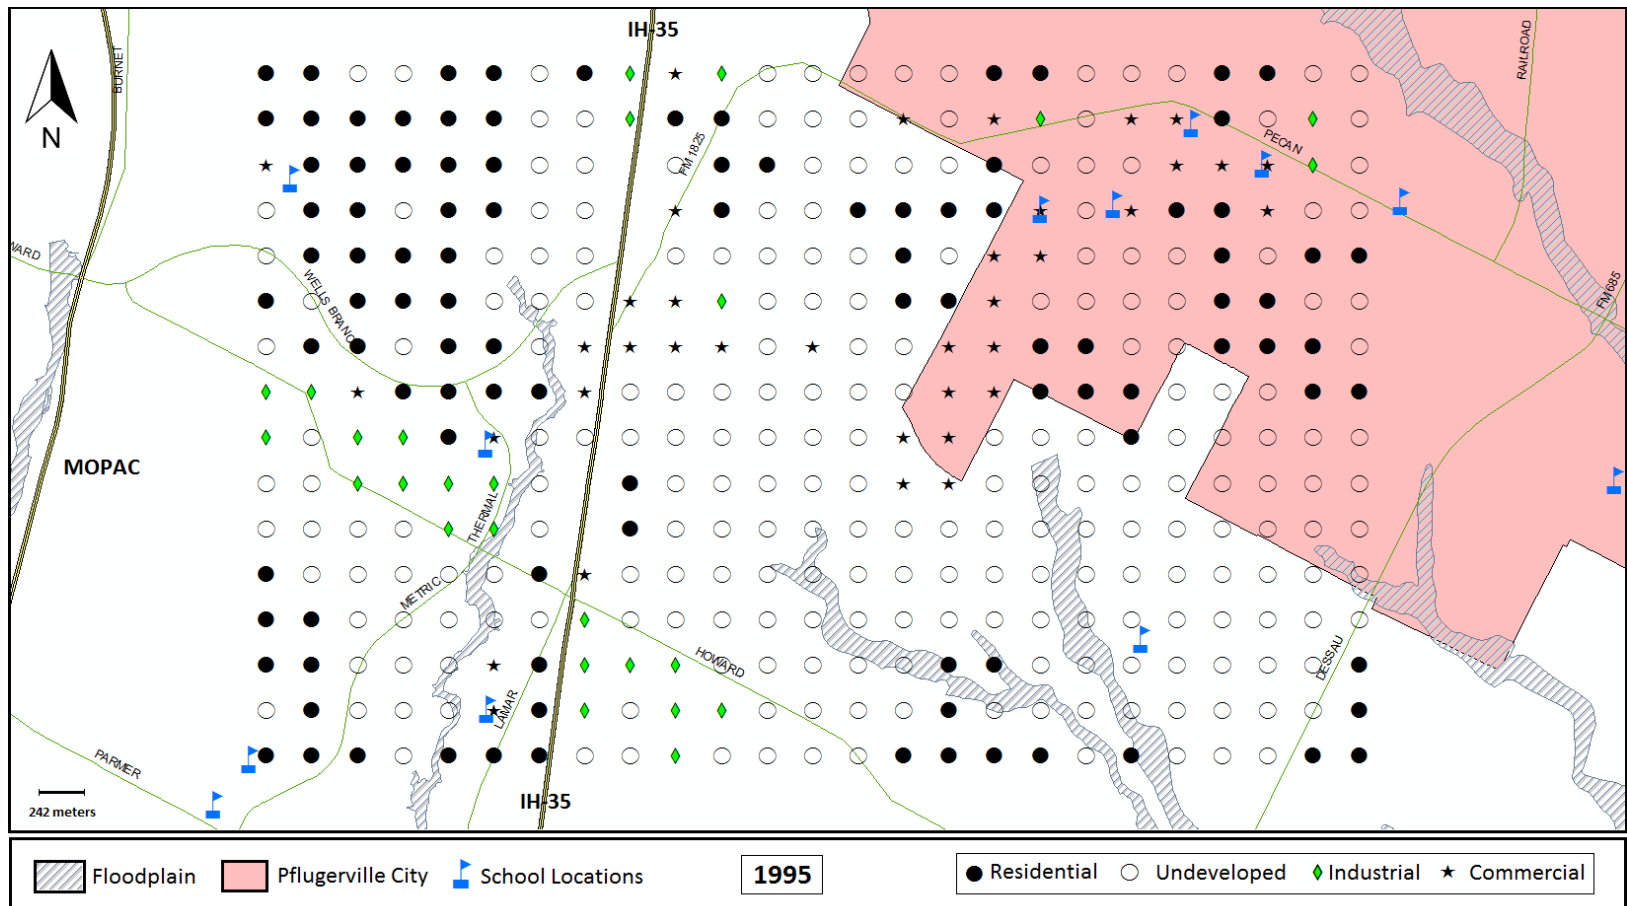 IH-35
BURNET
RAILROAD
N
FM 1825
PECAN
WARD
WELLS BRANC
FM 685
MOPAC
THERMAL
METRIC
HOWARD
DESSAU
LAMAR
PARMER
IH-35
242 meters
Floodplain
Pflugerville City
School Locations
1995
Residential
Undeveloped
Industrial
Commercial